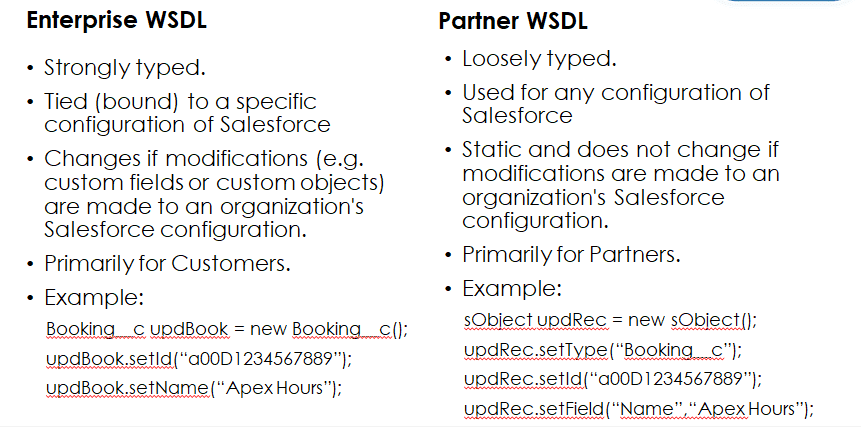 Enterprise WSDL
• Strongly typed.
• Tied (bound) to a specific
configuration of Salesforce
• Changes if modifications (e.g.
custom fields or custom objects)
are made to an organization's
Salesforce configuration.
• Primarily for Customers.
• Example:
Booking__c updBook = new Booking__c();
updBook.setId(“a00D1234567889”);
updBook.setName(“Apex Hours”);
Partner WSDL
• Loosely typed.
• Used for any configuration of
Salesforce
• Static and does not change if
modifications are made to an
organization's Salesforce
configuration.
• Primarily for Partners.
• Example:
sObject updRec = new sObject();
updRec.setType(“Booking__c”);
updRec.setId(“a00D1234567889”);
updRec.setField(“Name”,“Apex Hours”);